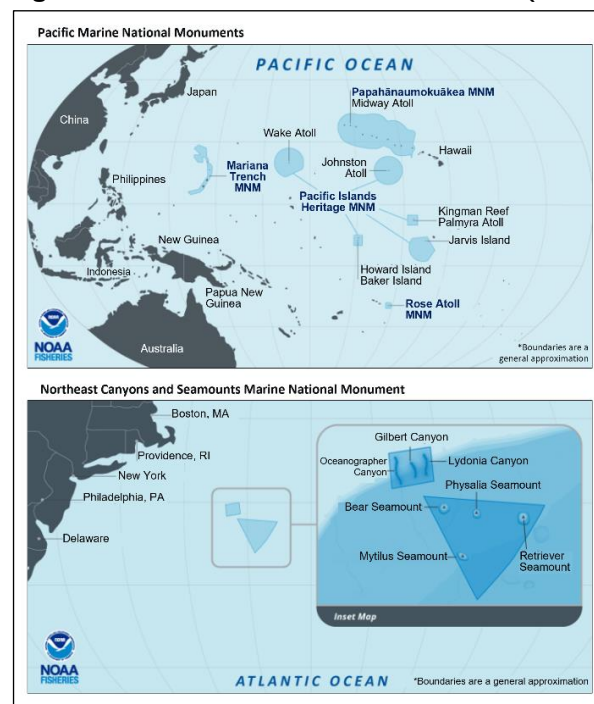 Pacific Marine National Monuments
PACIFIC OCEAN
Japan
Papahānaumokuākea MNM
Midway Atoll
China
Wake Atoll
Hawaii
Johnston
Atoll
Mariana
Trench
MNM
Philippines
Pacific Islands
Heritage MNM
Kingman Reef
Palmyra Atoll
New Guinea
Jarvis Island
Indonesia
Howard Island
Baker Island
Papua New
Guinea
Rose Atoll
MNM
NOAA
FISHERIES
Australia
*Boundaries are a
general approximation
Northeast Canyons and Seamounts Marine National Monument
Boston, MA
Providence, RI
New York
Philadelphia, PA
Delaware
Gilbert Canyon
Oceanographer
Canyon
Lydonia Canyon
Physalia Seamount
Bear Seamount
Mytilus Seamount
Retriever
Seamount
Inset Map
NOAA
FISHERIES
ATLANTIC OCEAN
*Boundaries are a general approximation